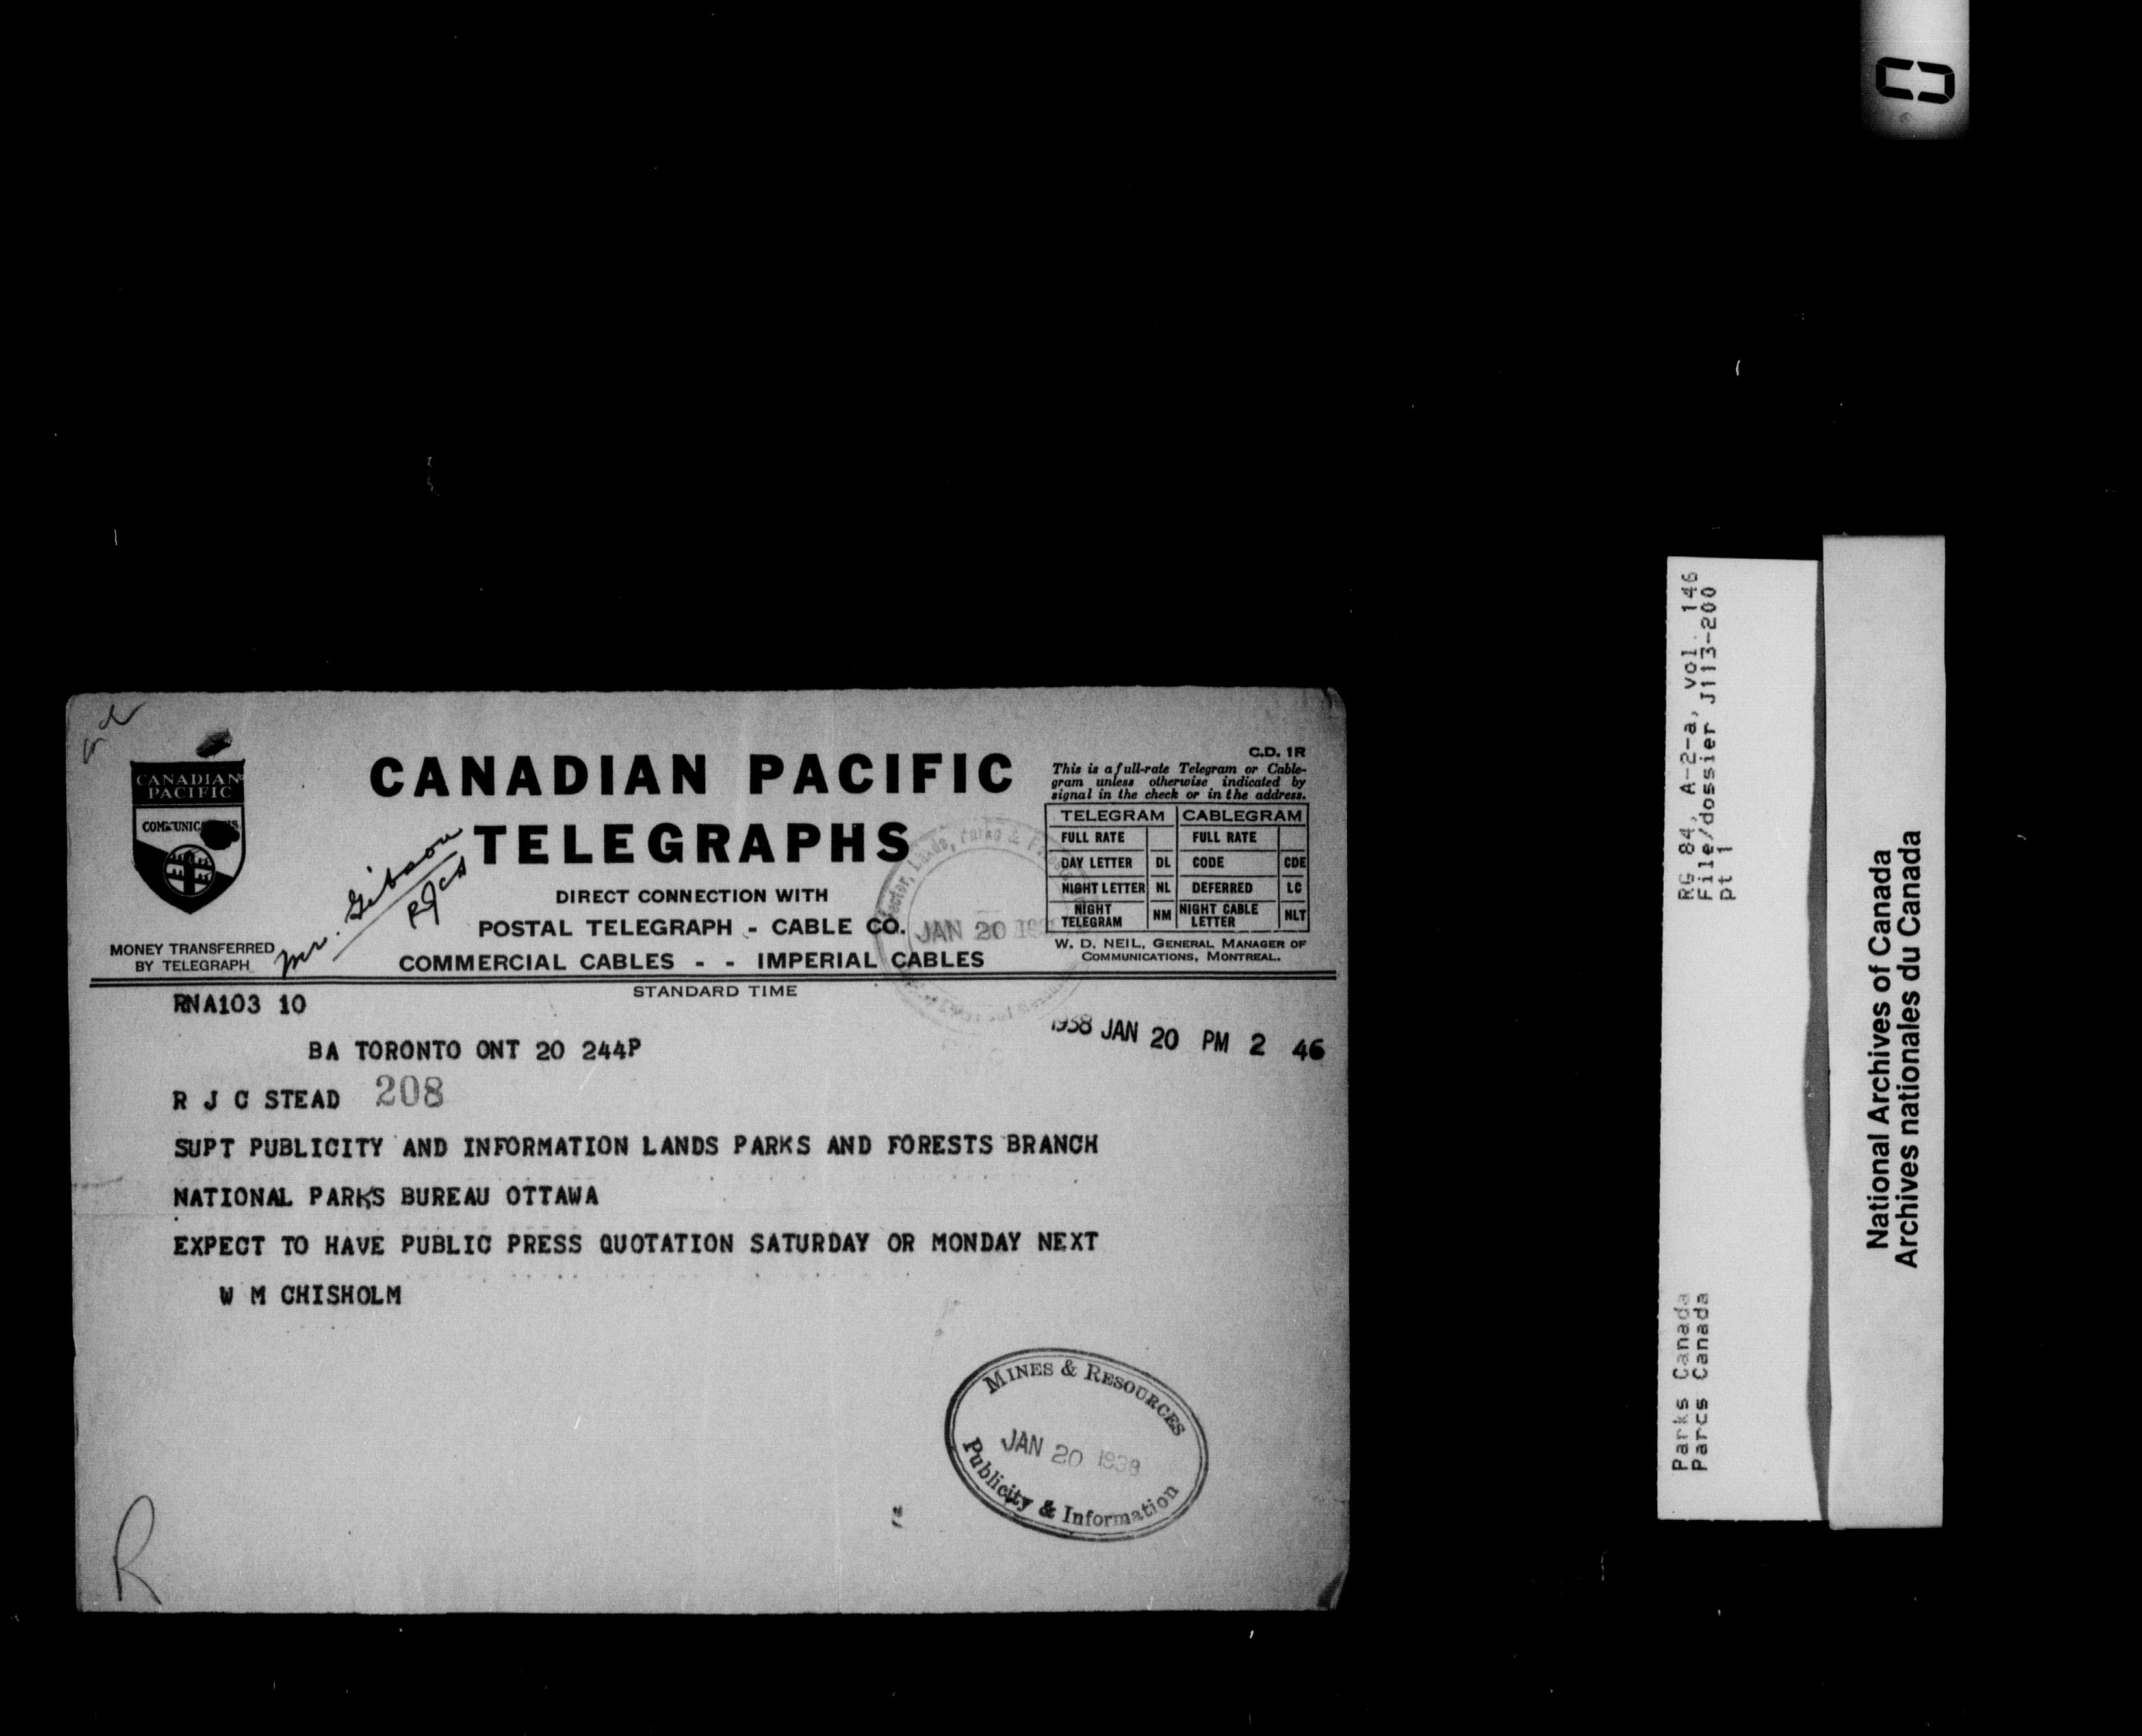 CANADIAN PACIFIC
COMMUNICATIONS
MONEY TRANSFERRED
BY TELEGRAPH
Mr. Gibson
RJCS
CANADIAN PACIFIC
TELEGRAPHS
DIRECT CONNECTION WITH
POSTAL TELEGRAPH - CABLE CO.
COMMERCIAL CABLES - - IMPERIAL CABLES
STANDARD TIME
C.D. 1R
This is a full-rate Telegram or Cable-
gram unless otherwise indicated by
signal in the check or in the address.
TELEGRAM CABLEGRAM
FULL RATE FULL RATE
DAY LETTER DL CODE CDE
NIGHT LETTER NL DEFERRED LC
NIGHT TELEGRAM NM NIGHT CABLE LETTER NLT
W. D. NEIL, GENERAL MANAGER OF
COMMUNICATIONS, MONTREAL.
Lands, Parks &
JAN 20
RNA103 10
1938 JAN 20 PM 2 46
BA TORONTO ONT 20 244P
R J C STEAD 208
SUPT PUBLICITY AND INFORMATION LANDS PARKS AND FORESTS BRANCH
NATIONAL PARKS BUREAU OTTAWA
EXPECT TO HAVE PUBLIC PRESS QUOTATION SATURDAY OR MONDAY NEXT
W M CHISHOLM
MINES & RESOURCES
JAN 20 1938
Publicity & Information
R
RG 84, A-2-a, vol. 146
File/dossier J113-200
pt 1
Parks Canada
Parcs Canada
National Archives of Canada
Archives nationales du Canada